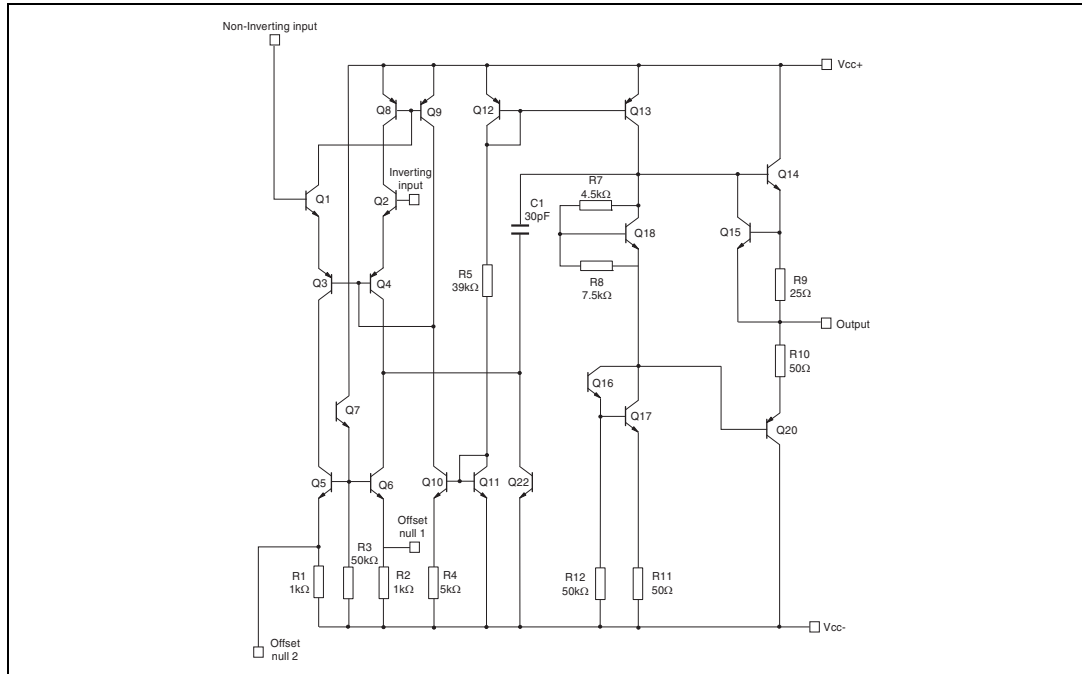 Non-Inverting input
Vcc+
Q8
Q9
Q12
Q13
Q14
Inverting
input
Q1
Q2
R7
4.5kΩ
C1
30pF
Q18
Q15
Q3
Q4
R5
39kΩ
R8
7.5kΩ
R9
25Ω
Output
R10
50Ω
Q7
Q16
Q17
Q20
Q5
Q6
Q10
Q11
Q22
Offset
null 1
R1
1kΩ
R3
50kΩ
R2
1kΩ
R4
5kΩ
R12
50kΩ
R11
50Ω
Vcc-
Offset
null 2